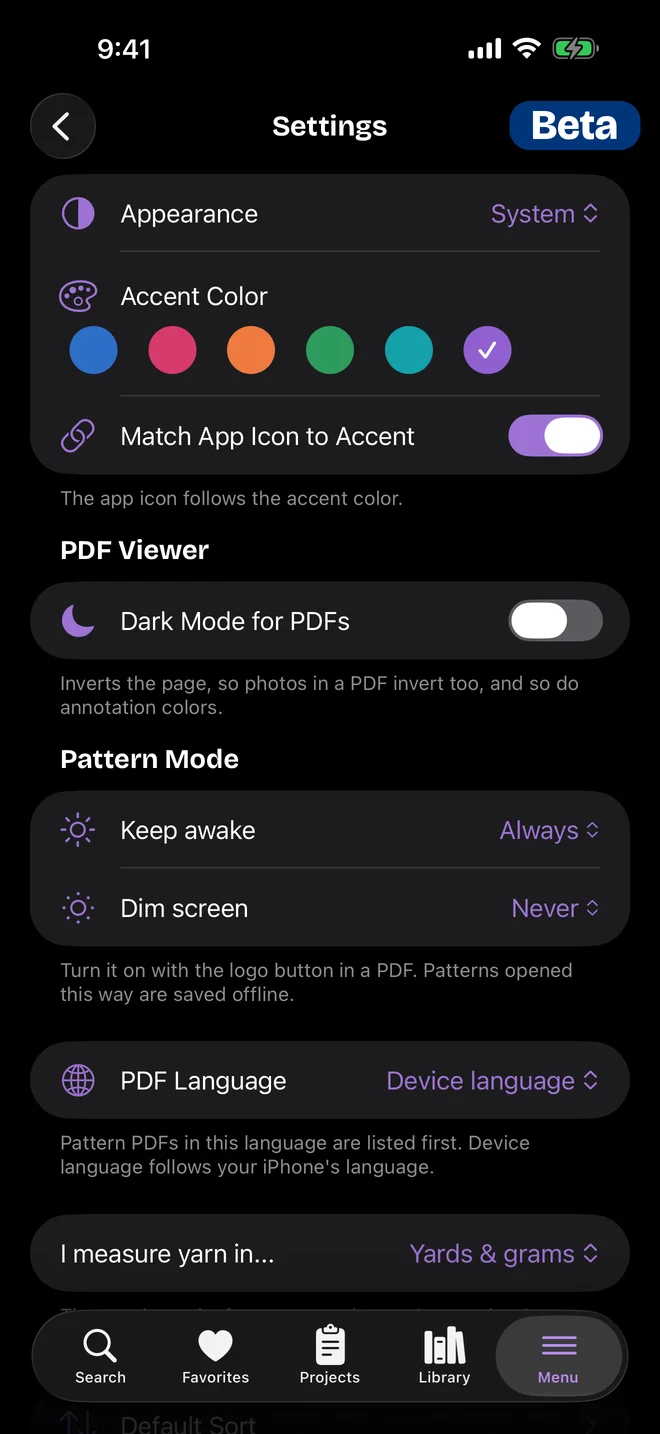 9:41
Settings
Beta
Appearance
System
Accent Color
Match App Icon to Accent
The app icon follows the accent color.
PDF Viewer
Dark Mode for PDFs
Inverts the page, so photos in a PDF invert too, and so do
annotation colors.
Pattern Mode
Keep awake
Always
Dim screen
Never
Turn it on with the logo button in a PDF. Patterns opened
this way are saved offline.
PDF Language
Device language
Pattern PDFs in this language are listed first. Device
language follows your iPhone's language.
I measure yarn in...
Yards & grams
Search
Favorites
Projects
Library
Menu
Default Sort